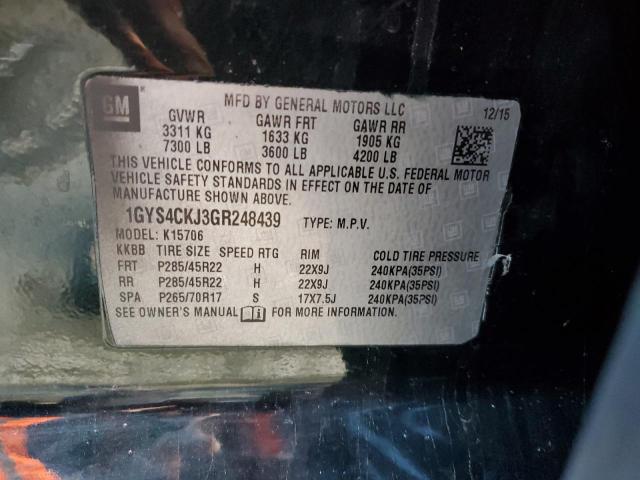 GM
MFD BY GENERAL MOTORS LLC 12/15
GVWR GAWR FRT GAWR RR
3311 KG 1633 KG 1905 KG
7300 LB 3600 LB 4200 LB
THIS VEHICLE CONFORMS TO ALL APPLICABLE U.S. FEDERAL MOTOR
VEHICLE SAFETY STANDARDS IN EFFECT ON THE DATE OF
MANUFACTURE SHOWN ABOVE.
1GYS4CKJ3GR248439 TYPE: M.P.V.
MODEL: K15706
KKBB TIRE SIZE SPEED RTG RIM COLD TIRE PRESSURE
FRT P285/45R22 H 22X9J 240KPA(35PSI)
RR P285/45R22 H 22X9J 240KPA(35PSI)
SPA P265/70R17 S 17X7.5J 240KPA(35PSI)
SEE OWNER'S MANUAL FOR MORE INFORMATION.